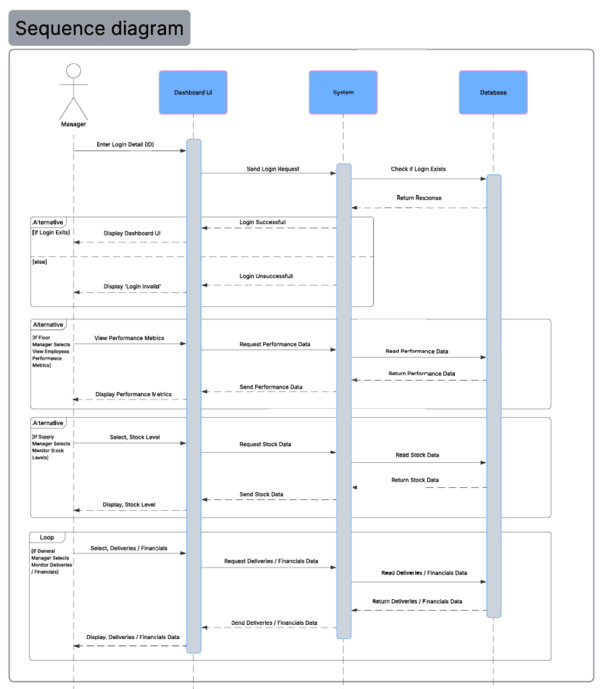 Sequence diagram
Dashboard UI
System
Database
Manager
Enter Login Detail (ID)
Send Login Request
Check if Login Exists
Return Response
Alternative
[If Login Exits]
Login Successfull
Display Dashboard UI
[else]
Login Unsuccessfull
Display 'Login Invalid'
Alternative
[If Floor
Manager Selects
View Employees
Performance
Metrics]
View Performance Metrics
Request Performance Data
Read Performance Data
Return Performance Data
Send Performance Data
Display Performance Metrics
Alternative
[If Supply
Manager Selects
Monitor Stock
Levels]
Select, Stock Level
Request Stock Data
Read Stock Data
Return Stock Data
Send Stock Data
Display, Stock Level
Loop
[If General
Manager Selects
Monitor Deliveries
/ Financials]
Select, Deliveries / Financials
Request Deliveries / Financials Data
Read Deliveries / Financials Data
Return Deliveries / Financials Data
Send Deliveries / Financials Data
Display, Deliveries / Financials Data